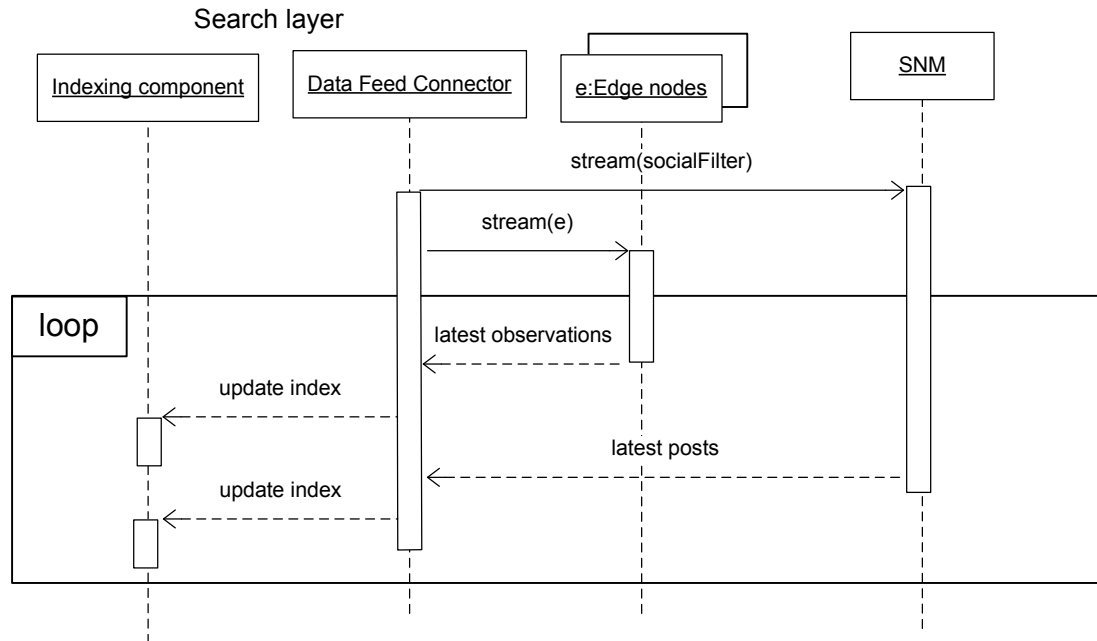 Search layer
Indexing component
Data Feed Connector
e:Edge nodes
SNM
stream(socialFilter)
stream(e)
loop
latest observations
update index
latest posts
update index